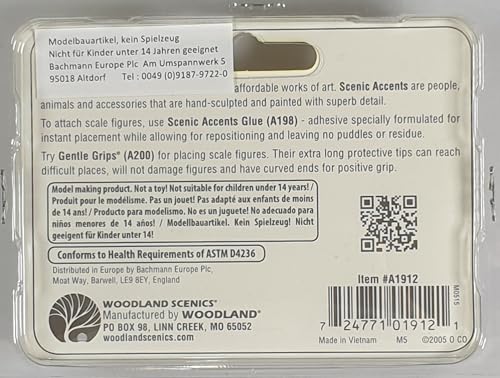 Modelbauartikel, kein Spielzeug
Nicht für Kinder unter 14 Jahren geeignet
Bachmann Europe Plc Am Umspannwerk 5
95018 Altdorf Tel : 0049 (0)9187-9722-0
affordable works of art. Scenic Accents are people,
animals and accessories that are hand-sculpted and painted with superb detail.
To attach scale figures, use Scenic Accents Glue (A198) - adhesive specially formulated for
instant placement while allowing for repositioning and leaving no puddles or residue.
Try Gentle Grips® (A200) for placing scale figures. Their extra long protective tips can reach
difficult places, will not damage figures and have curved ends for positive grip.
Model making product. Not a toy! Not suitable for children under 14 years! /
Produit pour le modélisme. Pas un jouet! Pas adapté aux enfants de moins
de 14 ans! / Producto para modelismo. No es un juguete! No adecuado para
niños menores de 14 años! / Modellbauartikel. Kein Spielzeug! Nicht
geeignet für Kinder unter 14!
Conforms to Health Requirements of ASTM D4236
Distributed in Europe by Bachmann Europe Plc,
Moat Way, Barwell, LE9 8EY, England
Item #A1912
M0515
WOODLAND SCENICS®
Manufactured by WOODLAND®
PO BOX 98, LINN CREEK, MO 65052
woodlandscenics.com
7 24771 01912 1
Made in Vietnam MS ©2005 O CD